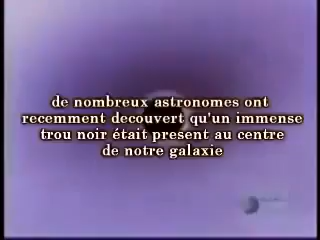 de nombreux astronomes ont
recemment decouvert qu'un immense
trou noir était present au centre
de notre galaxie